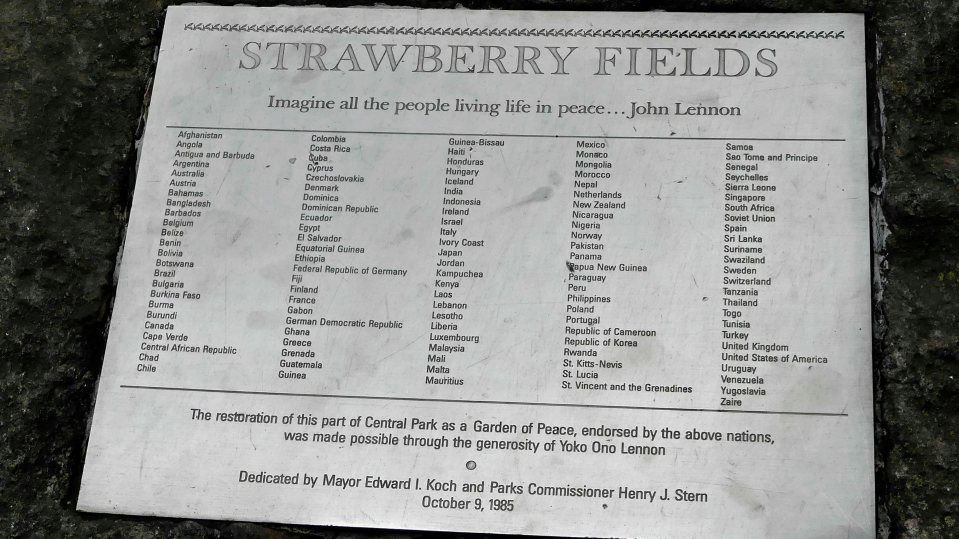 STRAWBERRY FIELDS
Imagine all the people living life in peace...John Lennon
Afghanistan
Angola
Antigua and Barbuda
Argentina
Australia
Austria
Bahamas
Bangladesh
Barbados
Belgium
Belize
Benin
Bolivia
Botswana
Brazil
Bulgaria
Burkina Faso
Burma
Burundi
Canada
Cape Verde
Central African Republic
Chad
Chile
Colombia
Costa Rica
Cuba
Cyprus
Czechoslovakia
Denmark
Dominica
Dominican Republic
Ecuador
Egypt
El Salvador
Equatorial Guinea
Ethiopia
Federal Republic of Germany
Fiji
Finland
France
Gabon
German Democratic Republic
Ghana
Greece
Grenada
Guatemala
Guinea
Guinea-Bissau
Haiti
Honduras
Hungary
Iceland
India
Indonesia
Ireland
Israel
Italy
Ivory Coast
Japan
Jordan
Kampuchea
Kenya
Laos
Lebanon
Lesotho
Liberia
Luxembourg
Malaysia
Mali
Malta
Mauritius
Mexico
Monaco
Mongolia
Morocco
Nepal
Netherlands
New Zealand
Nicaragua
Nigeria
Norway
Pakistan
Panama
Papua New Guinea
Paraguay
Peru
Philippines
Poland
Portugal
Republic of Cameroon
Republic of Korea
Rwanda
St. Kitts-Nevis
St. Lucia
St. Vincent and the Grenadines
Samoa
Sao Tome and Principe
Senegal
Seychelles
Sierra Leone
Singapore
South Africa
Soviet Union
Spain
Sri Lanka
Suriname
Swaziland
Sweden
Switzerland
Tanzania
Thailand
Togo
Tunisia
Turkey
United Kingdom
United States of America
Uruguay
Venezuela
Yugoslavia
Zaire
The restoration of this part of Central Park as a Garden of Peace, endorsed by the above nations,
was made possible through the generosity of Yoko Ono Lennon
Dedicated by Mayor Edward I. Koch and Parks Commissioner Henry J. Stern
October 9, 1985